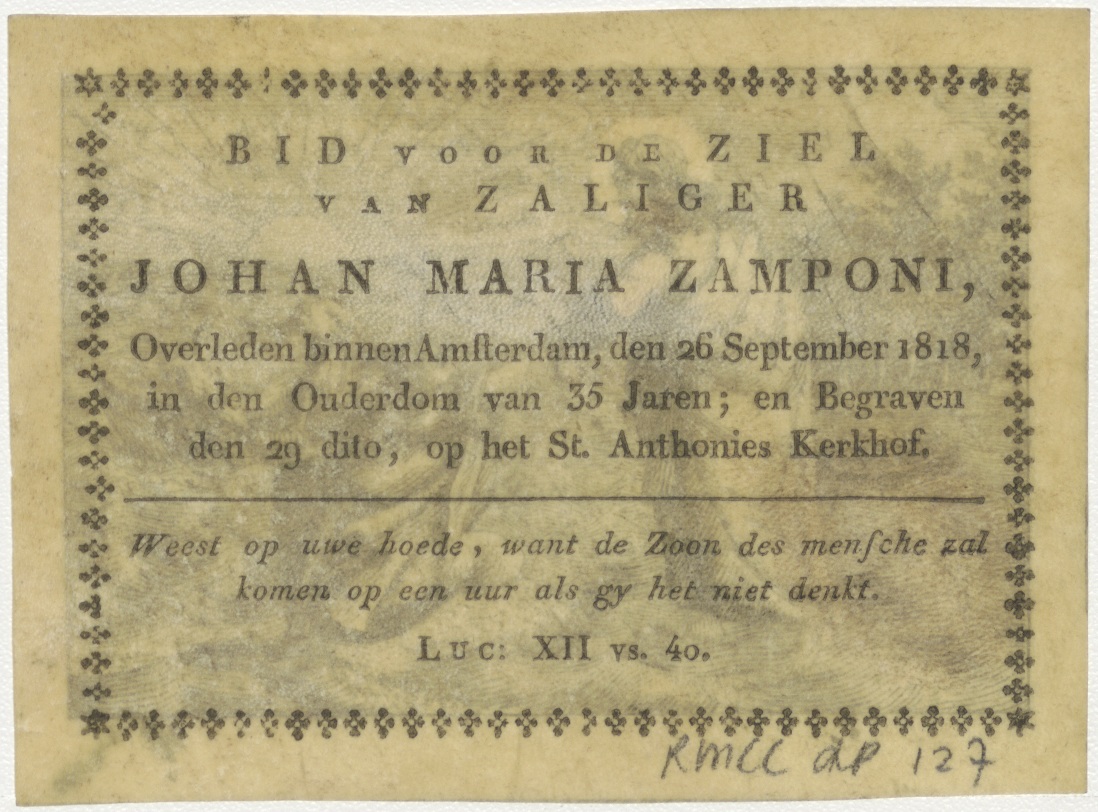 BID VOOR DE ZIEL
VAN ZALIGER
JOHAN MARIA ZAMPONI,
Overleden binnen Amſterdam, den 26 September 1818,
in den Ouderdom van 35 Jaren; en Begraven
den 29 dito, op het St. Anthonies Kerkhof.
Weest op uwe hoede, want de Zoon des menſche zal
komen op een uur als gy het niet denkt.
LUC: XII vs. 40.
RMCC dP 127